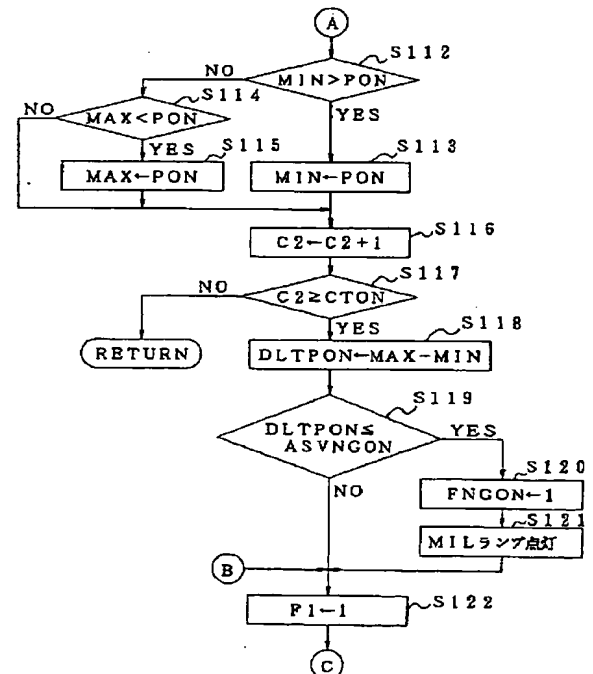 A
S112
MIN>PON
NO
YES
S114
MAX<PON
NO
YES
S115
MAX←PON
S113
MIN←PON
S116
C2←C2+1
S117
C2≥CTON
NO
YES
RETURN
S118
DLTPON←MAX-MIN
S119
DLTPON≤
ASVNGON
YES
NO
S120
FNGON←1
S121
MILランプ点灯
B
S122
F1←1
C